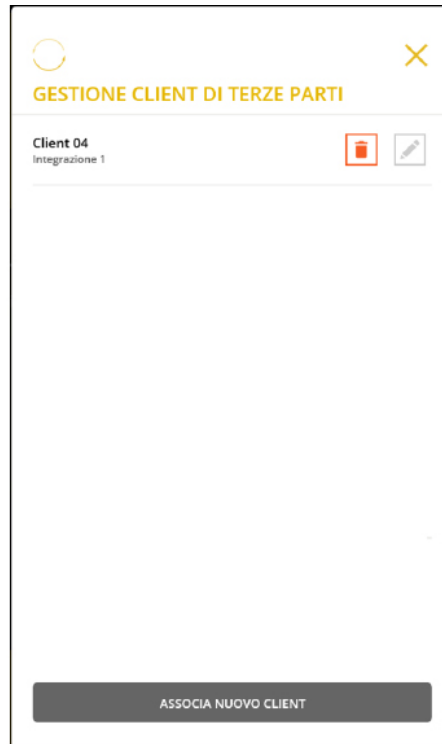 GESTIONE CLIENT DI TERZE PARTI
Client 04
Integrazione 1
ASSOCIA NUOVO CLIENT